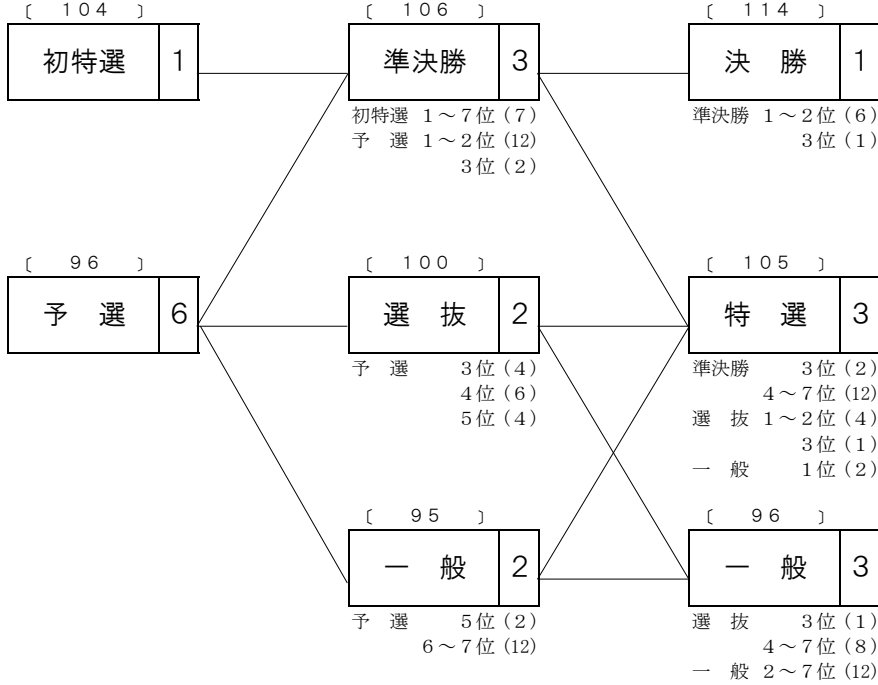 〔 １０４ 〕
初特選 1
〔 １０６ 〕
準決勝 3
初特選 １～７位 (７)
予 選 １～２位 (12)
３位 (２)
〔 １１４ 〕
決 勝 1
準決勝 １～２位 (６)
３位 (１)
〔 ９６ 〕
予 選 6
〔 １００ 〕
選 抜 2
予 選 ３位 (４)
４位 (６)
５位 (４)
〔 １０５ 〕
特 選 3
準決勝 ３位 (２)
４～７位 (12)
選 抜 １～２位 (４)
３位 (１)
一 般 １位 (２)
〔 ９５ 〕
一 般 2
予 選 ５位 (２)
６～７位 (12)
〔 ９６ 〕
一 般 3
選 抜 ３位 (１)
４～７位 (８)
一 般 ２～７位 (12)